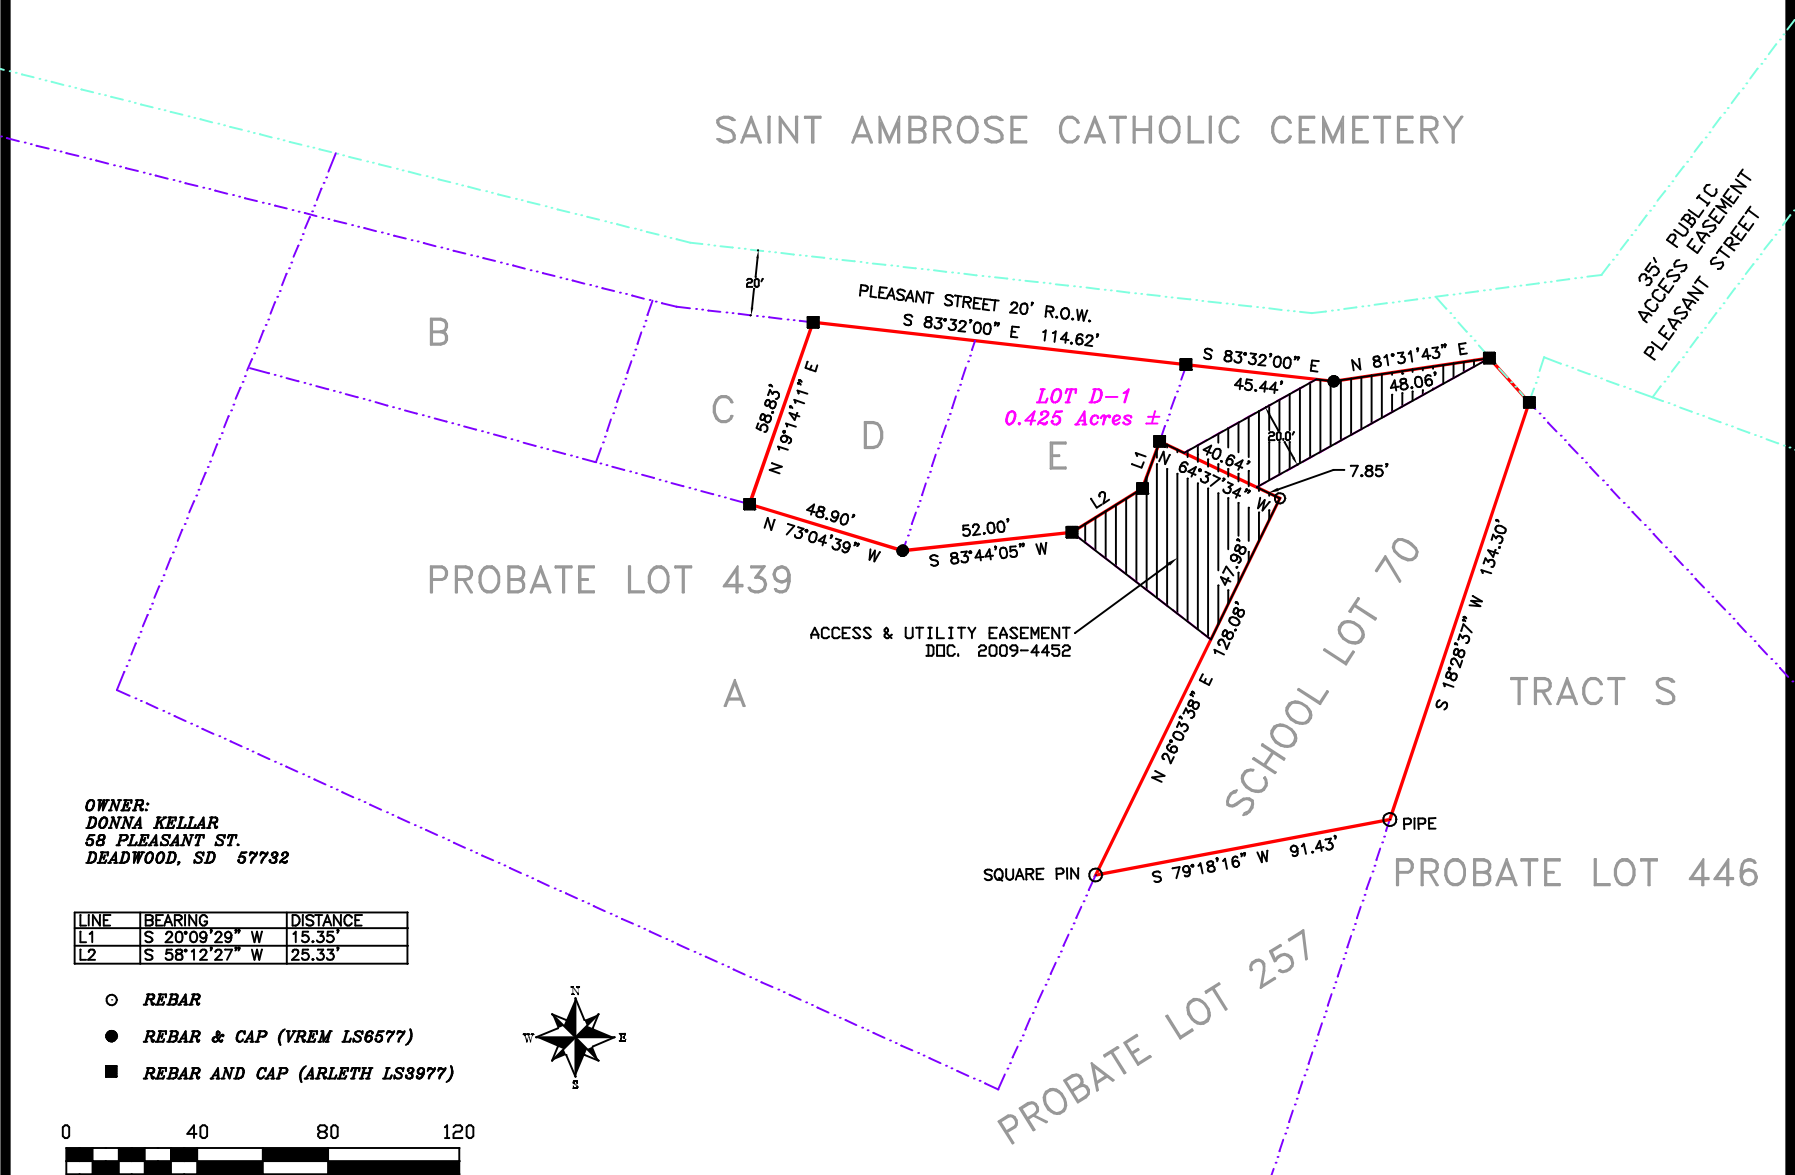 SAINT AMBROSE CATHOLIC CEMETERY
35' PUBLIC
ACCESS EASEMENT
PLEASANT STREET
20'
PLEASANT STREET 20' R.O.W.
S 83°32'00" E 114.62'
S 83°32'00" E
45.44'
N 81°31'43" E
48.06'
B
C
D
E
LOT D-1
0.425 Acres ±
58.83'
N 19°14'11" E
20.0'
40.64'
N 64°37'34" W
7.85'
L1
L2
48.90'
N 73°04'39" W
52.00'
S 83°44'05" W
47.98'
128.08'
N 26°03'38" E
134.30'
S 18°28'37" W
PROBATE LOT 439
ACCESS & UTILITY EASEMENT
DOC. 2009-4452
A
SCHOOL LOT 70
TRACT S
PIPE
SQUARE PIN
S 79°18'16" W 91.43'
PROBATE LOT 446
PROBATE LOT 257
OWNER:
DONNA KELLAR
58 PLEASANT ST.
DEADWOOD, SD 57732
LINE BEARING DISTANCE
L1 S 20°09'29" W 15.35'
L2 S 58°12'27" W 25.33'
REBAR
REBAR & CAP (VREM LS6577)
REBAR AND CAP (ARLETH LS3977)
N
W E
S
0 40 80 120